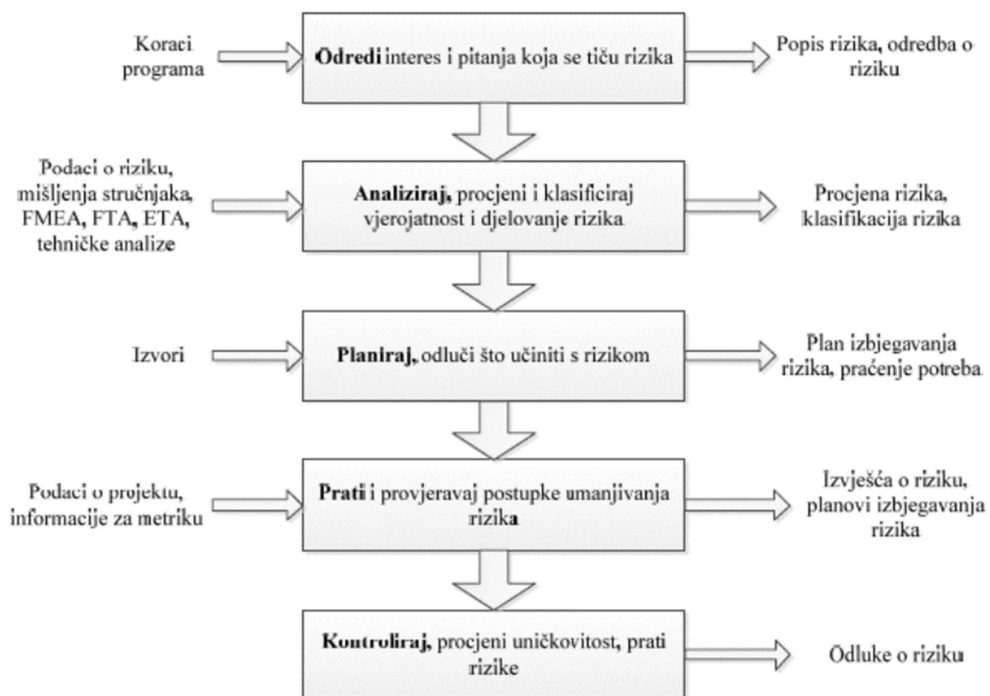 Koraci
programa
Odredi interes i pitanja koja se tiču rizika
Popis rizika, odredba o
riziku
Podaci o riziku,
mišljenja stručnjaka,
FMEA, FTA, ETA,
tehničke analize
Analiziraj, procjeni i klasificiraj
vjerojatnost i djelovanje rizika
Procjena rizika,
klasifikacija rizika
Izvori
Planiraj, odluči što učiniti s rizikom
Plan izbjegavanja
rizika, praćenje potreba
Podaci o projektu,
informacije za metriku
Prati i provjeravaj postupke umanjivanja
rizika
Izvješća o riziku,
planovi izbjegavanja
rizika
Kontroliraj, procjeni uničkovitost, prati
rizike
Odluke o riziku